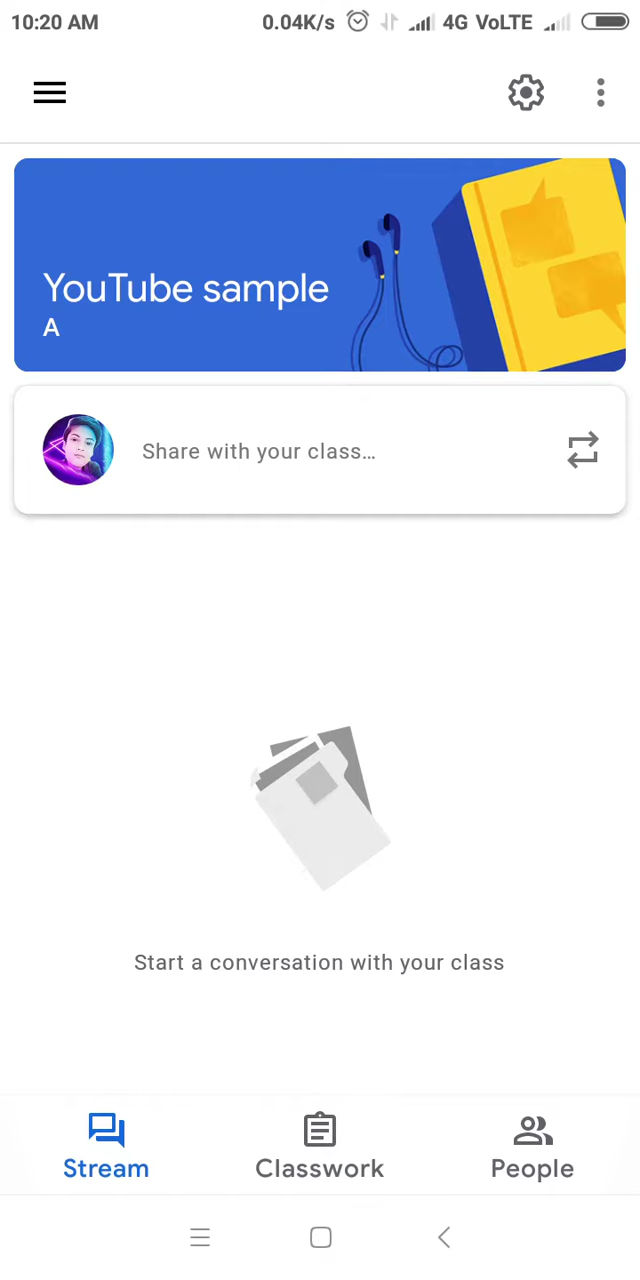 10:20 AM 0.04K/s 4G VoLTE
YouTube sample
A
Share with your class...
Start a conversation with your class
Stream Classwork People